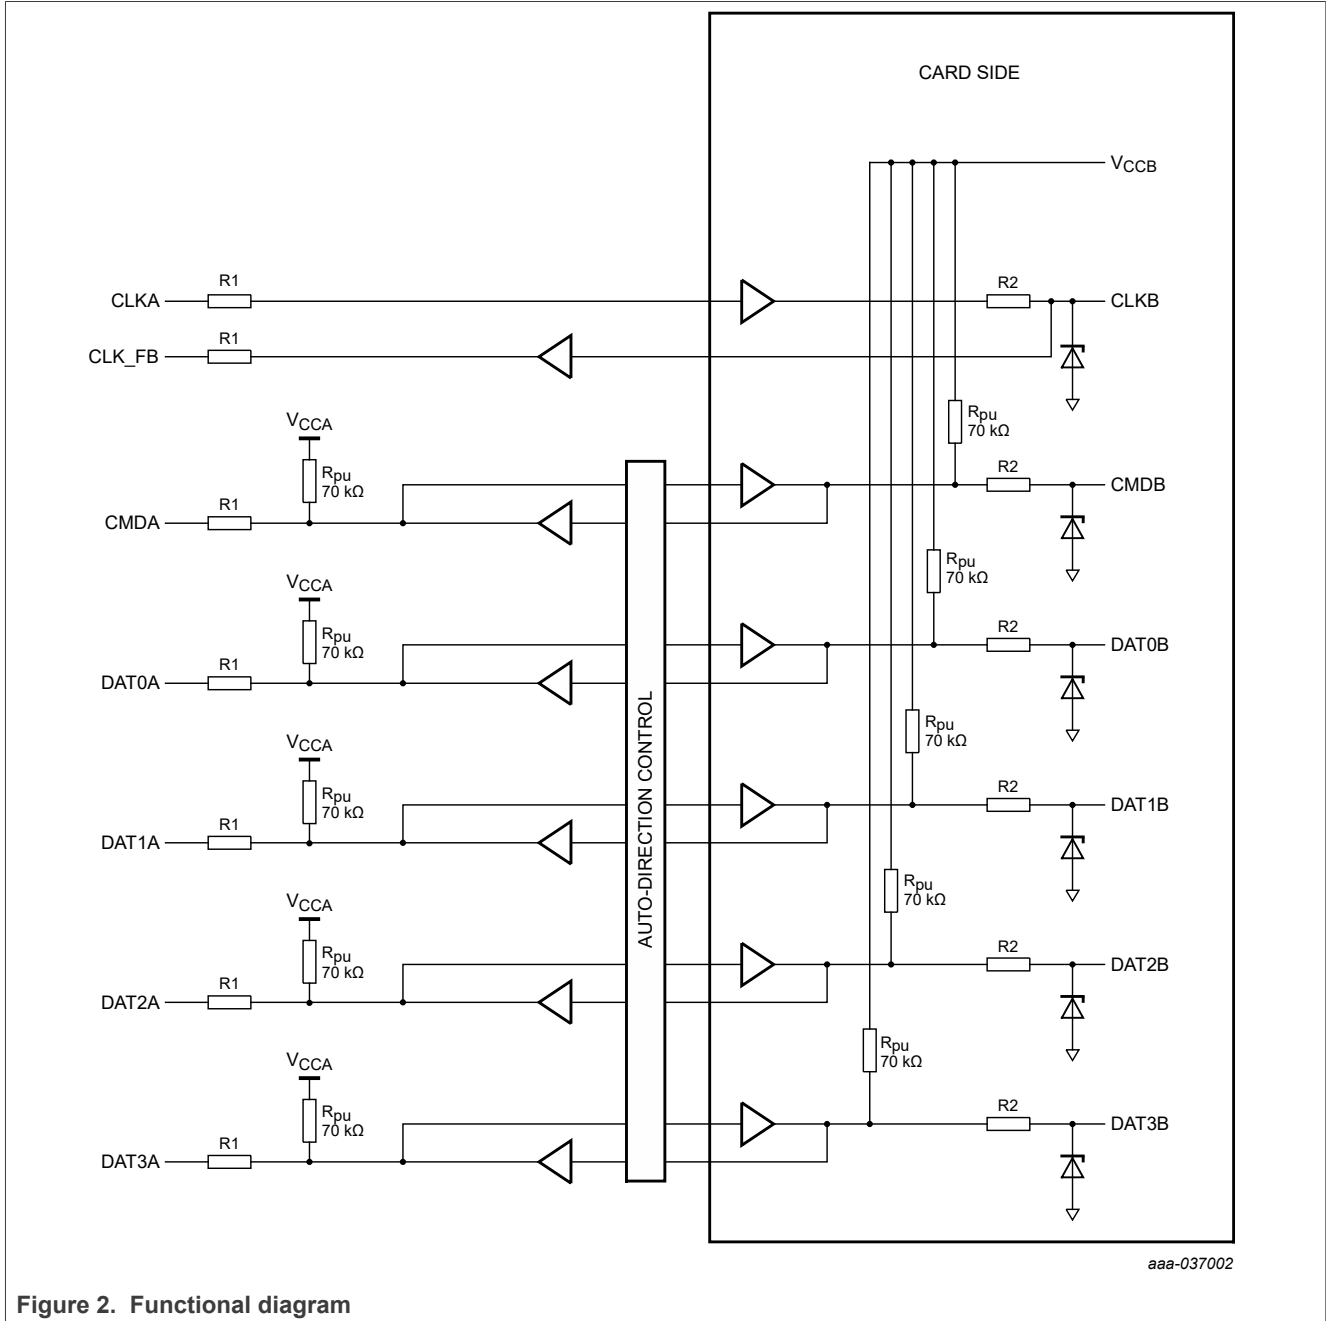 CARD SIDE
VCCB
R1
R2
CLKA
CLKB
R1
CLK_FB
Rpu
70 kΩ
VCCA
Rpu
70 kΩ
R2
CMDB
R1
CMDA
Rpu
70 kΩ
VCCA
Rpu
70 kΩ
R2
DAT0B
R1
DAT0A
AUTO-DIRECTION CONTROL
Rpu
70 kΩ
VCCA
Rpu
70 kΩ
R2
DAT1B
R1
DAT1A
Rpu
70 kΩ
VCCA
Rpu
70 kΩ
R2
DAT2B
R1
DAT2A
Rpu
70 kΩ
VCCA
Rpu
70 kΩ
R2
DAT3B
R1
DAT3A
aaa-037002
Figure 2. Functional diagram